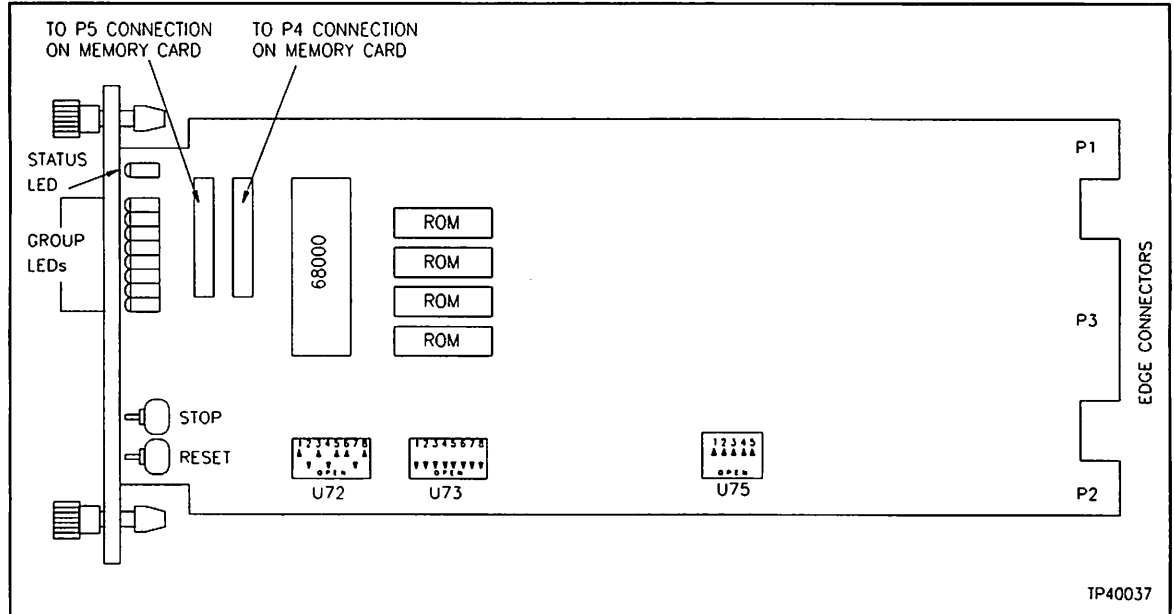 TO P5 CONNECTION
ON MEMORY CARD
TO P4 CONNECTION
ON MEMORY CARD
STATUS
LED
GROUP
LEDs
68000
ROM
ROM
ROM
ROM
P1
P3
P2
EDGE CONNECTORS
STOP
RESET
12345678
OPEN
U72
12345678
OPEN
U73
12345
OPEN
U75
TP40037